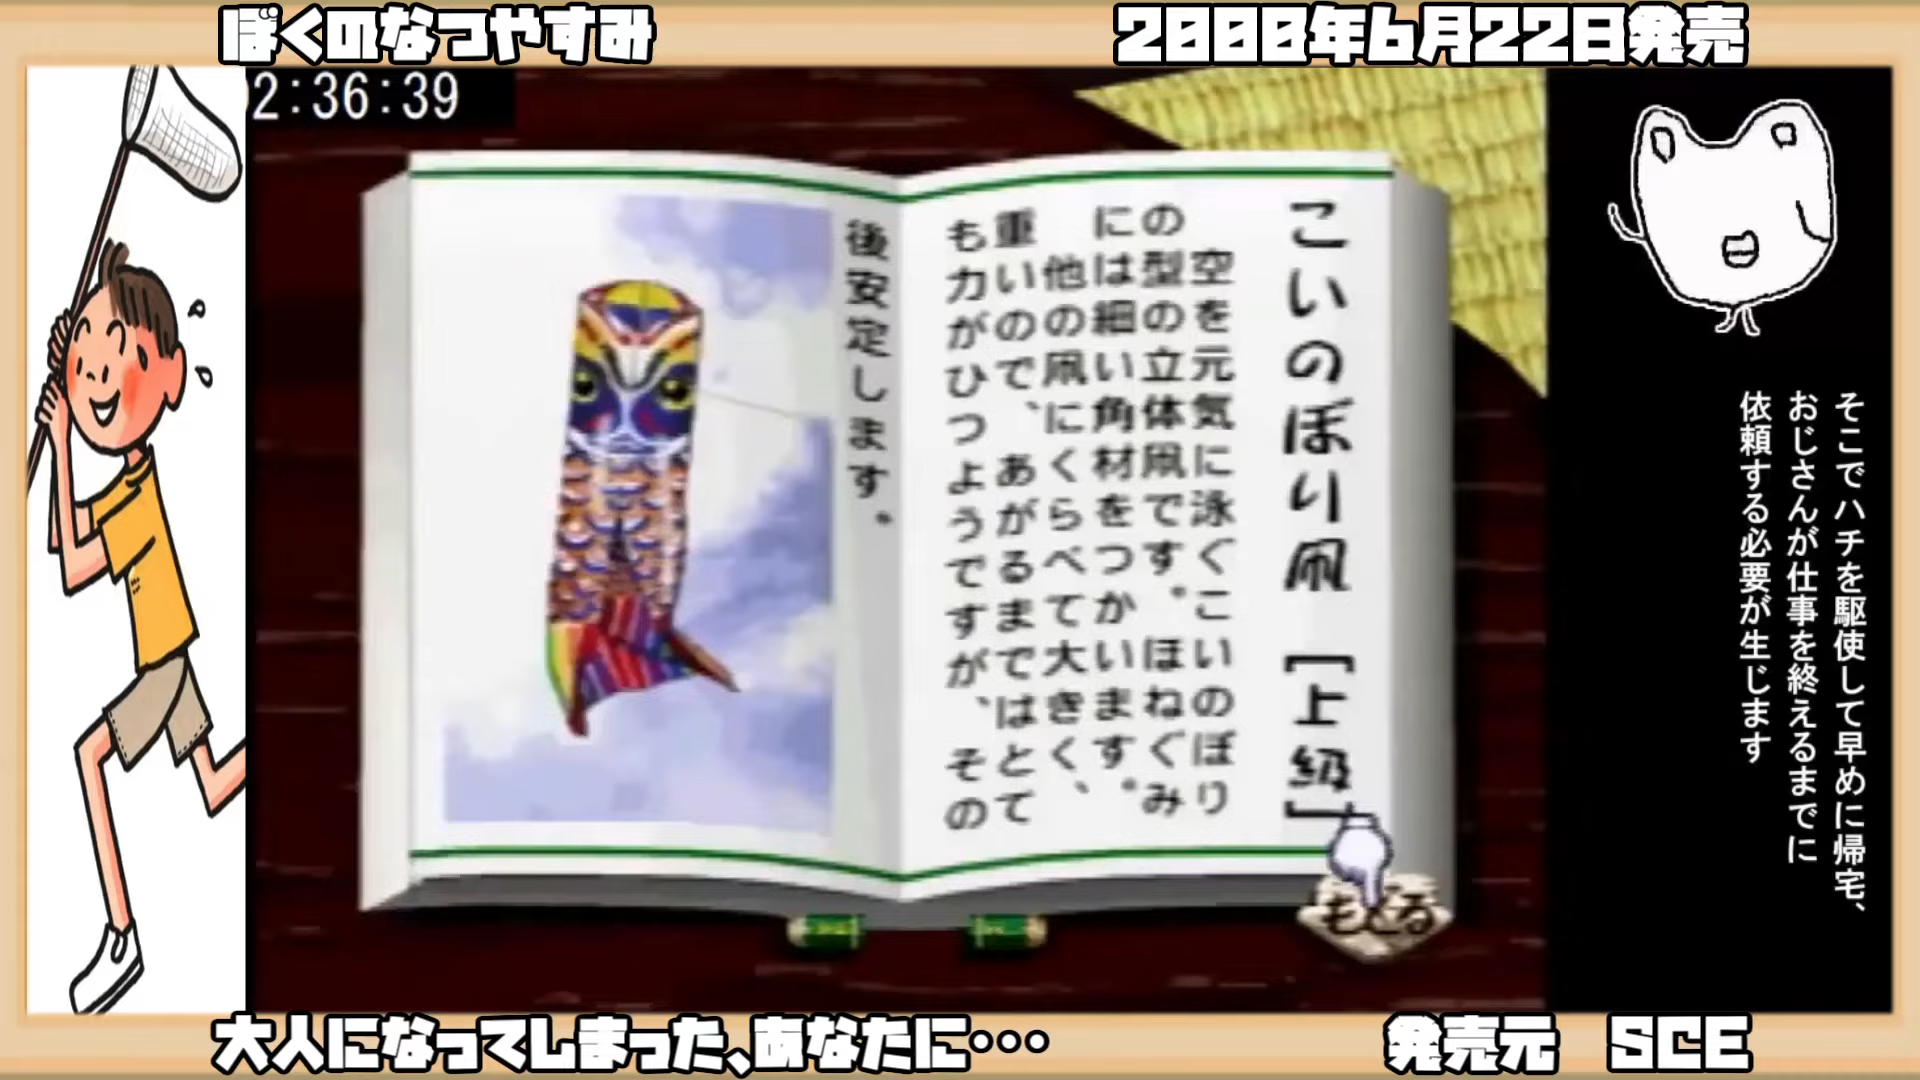 ぼくのなつやすみ
2000年6月22日発売
02:36:39
こいのぼり凧 [上級]
空を元気に泳ぐこいのぼり
の型の立体凧です。ほねぐみ
には細い角材をつかいます。
他の凧にくらべて大きく、
重いので、あがるまではとて
も力がひつようですが、その
後安定します。
もどる
そこでハチを駆使して早めに帰宅、
おじさんが仕事を終えるまでに
依頼する必要が生じます
大人になってしまった、あなたに・・・
発売元 SCE